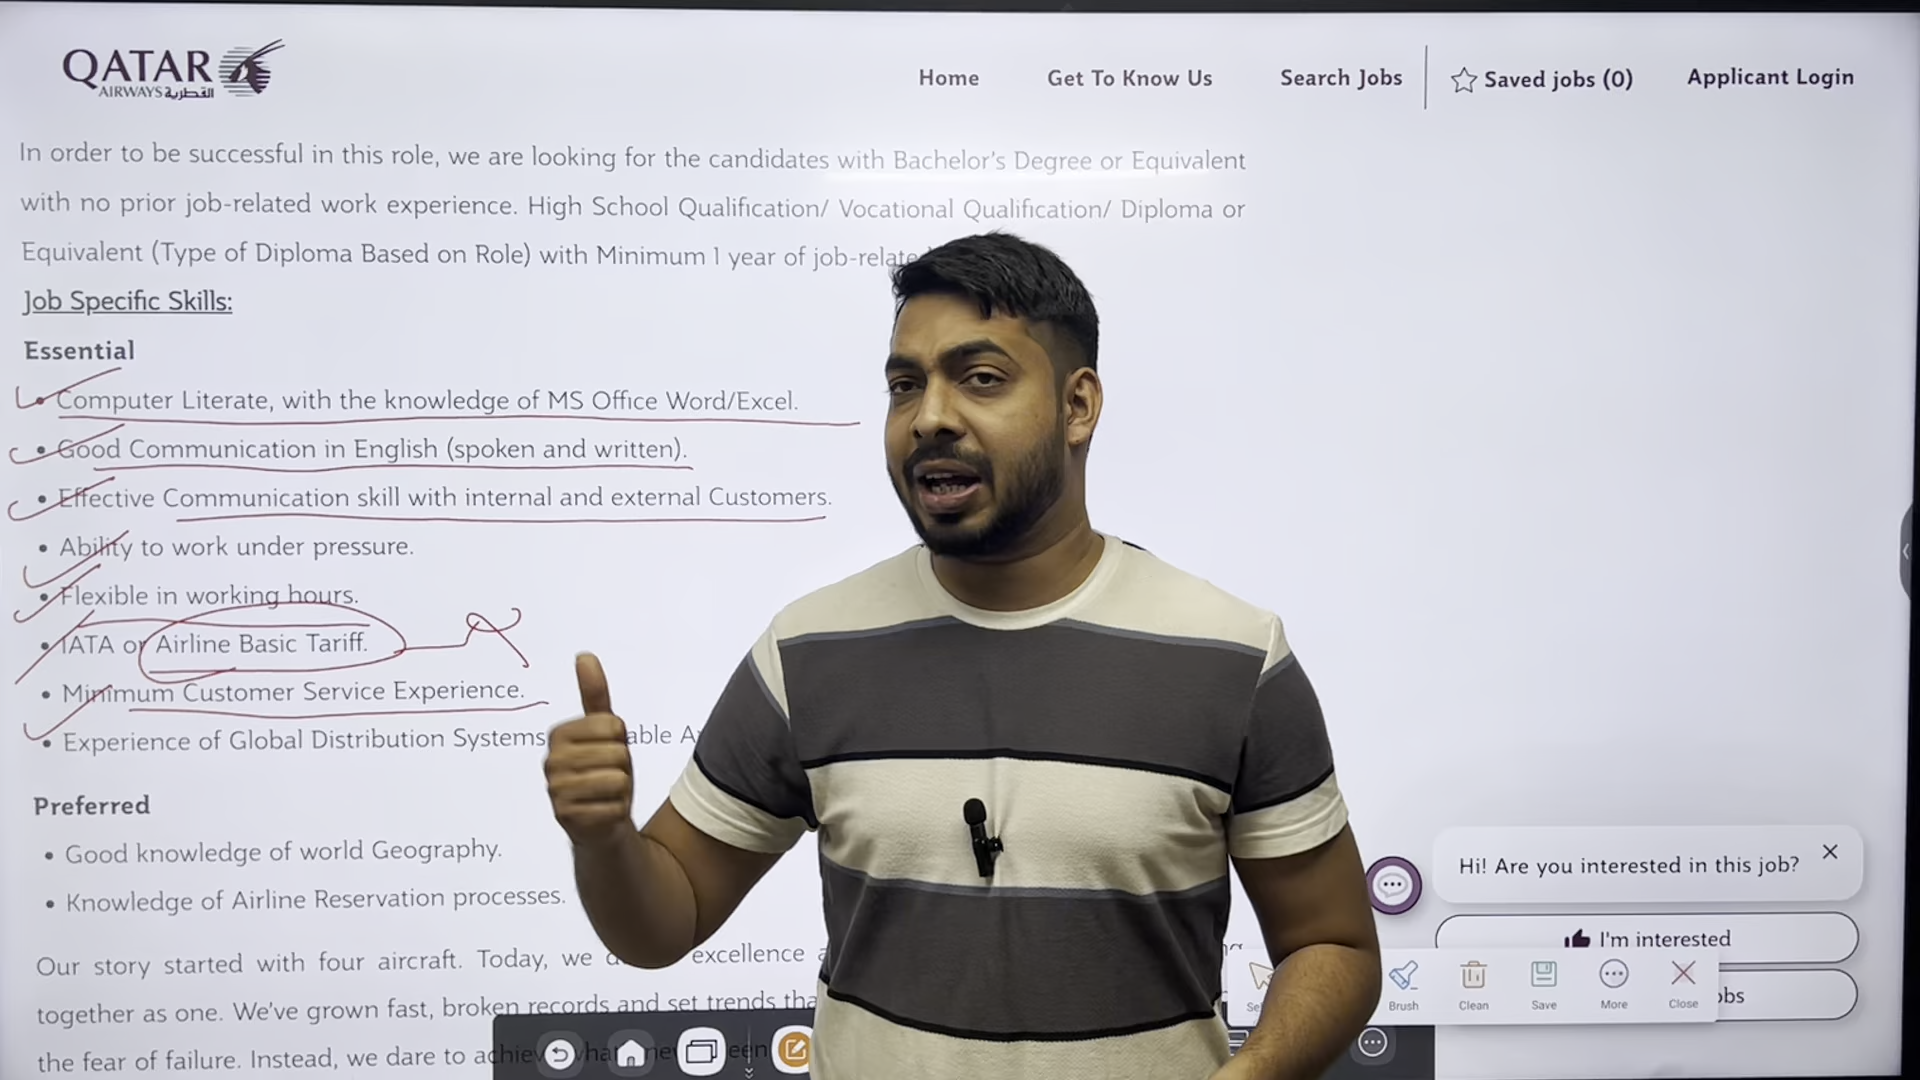 QATAR
AIRWAYS القطرية
Home
Get To Know Us
Search Jobs
Saved jobs (0)
Applicant Login
In order to be successful in this role, we are looking for the candidates with Bachelor's Degree or Equivalent
with no prior job-related work experience. High School Qualification/ Vocational Qualification/ Diploma or
Equivalent (Type of Diploma Based on Role) with Minimum 1 year of job-relate
Job Specific Skills:
Essential
• Computer Literate, with the knowledge of MS Office Word/Excel.
• Good Communication in English (spoken and written).
• Effective Communication skill with internal and external Customers.
• Ability to work under pressure.
• Flexible in working hours.
• IATA or Airline Basic Tariff.
• Minimum Customer Service Experience.
• Experience of Global Distribution Systems able A
Preferred
• Good knowledge of world Geography.
• Knowledge of Airline Reservation processes.
Our story started with four aircraft. Today, we excellence
together as one. We've grown fast, broken records and set trends tha
the fear of failure. Instead, we dare to achiev
Hi! Are you interested in this job?
I'm interested
obs
Brush
Clean
Save
More
Close